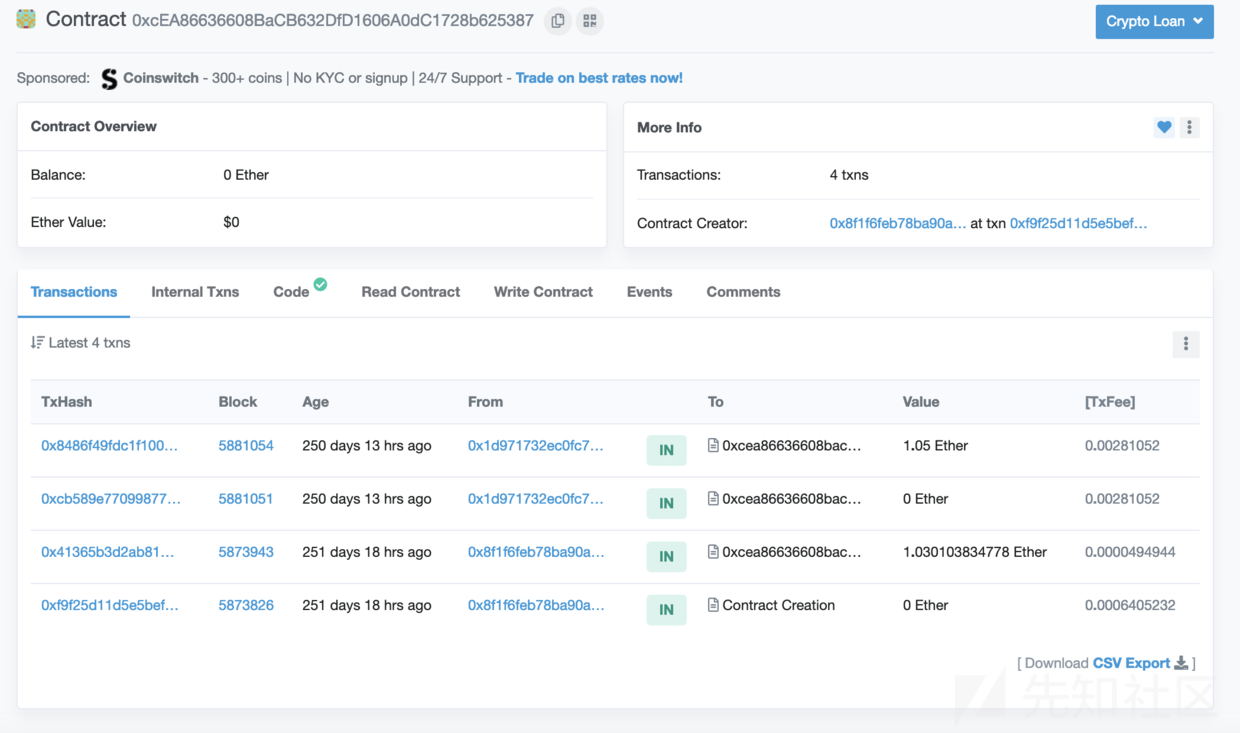 Contract 0xcEA86636608BaCB632DfD1606A0dC1728b625387
Crypto Loan
Sponsored: Coinswitch - 300+ coins | No KYC or signup | 24/7 Support - Trade on best rates now!
Contract Overview
Balance: 0 Ether
Ether Value: $0
More Info
Transactions: 4 txns
Contract Creator: 0x8f1f6feb78ba90a... at txn 0xf9f25d11d5e5bef...
Transactions Internal Txns Code Read Contract Write Contract Events Comments
Latest 4 txns
TxHash Block Age From To Value [TxFee]
0x8486f49fdc1f100... 5881054 250 days 13 hrs ago 0x1d971732ec0fc7... IN 0xcea86636608bac... 1.05 Ether 0.00281052
0xcb589e77099877... 5881051 250 days 13 hrs ago 0x1d971732ec0fc7... IN 0xcea86636608bac... 0 Ether 0.00281052
0x41365b3d2ab81... 5873943 251 days 18 hrs ago 0x8f1f6feb78ba90a... IN 0xcea86636608bac... 1.030103834778 Ether 0.0000494944
0xf9f25d11d5e5bef... 5873826 251 days 18 hrs ago 0x8f1f6feb78ba90a... IN Contract Creation 0 Ether 0.0006405232
[ Download CSV Export ]
先知社区